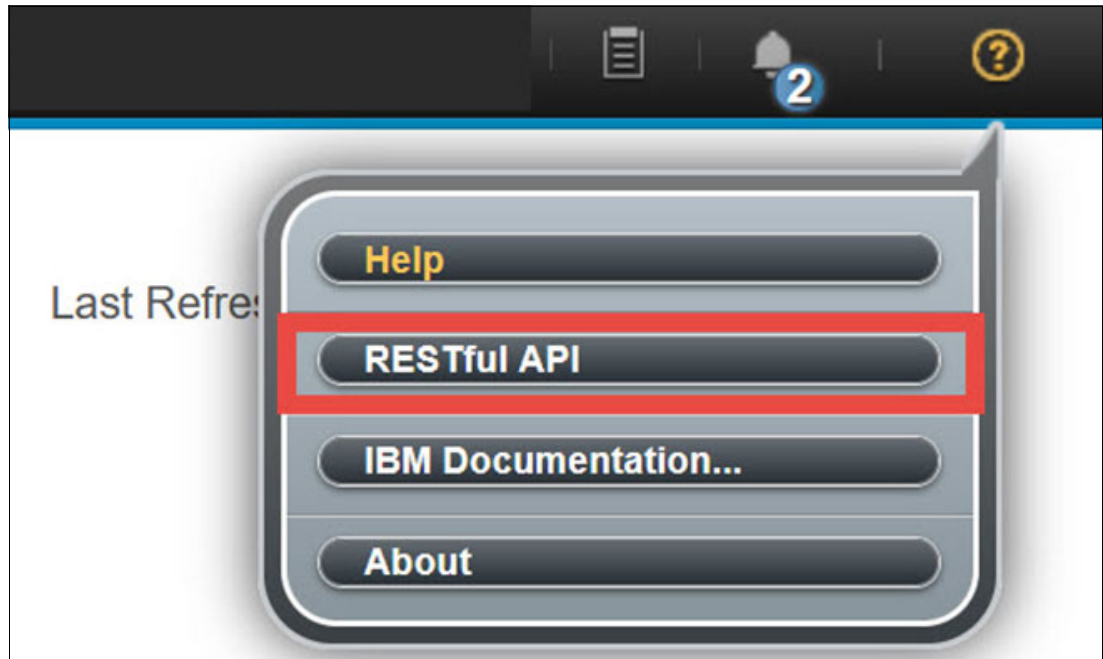 2
?
Help
Last Refre
RESTful API
IBM Documentation...
About